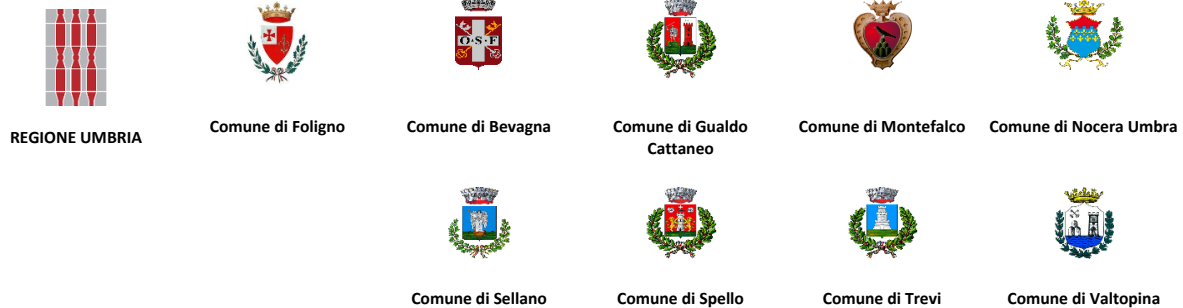 O·S·F
REGIONE UMBRIA
Comune di Foligno
Comune di Bevagna
Comune di Gualdo
Cattaneo
Comune di Montefalco
Comune di Nocera Umbra
Comune di Sellano
Comune di Spello
Comune di Trevi
Comune di Valtopina